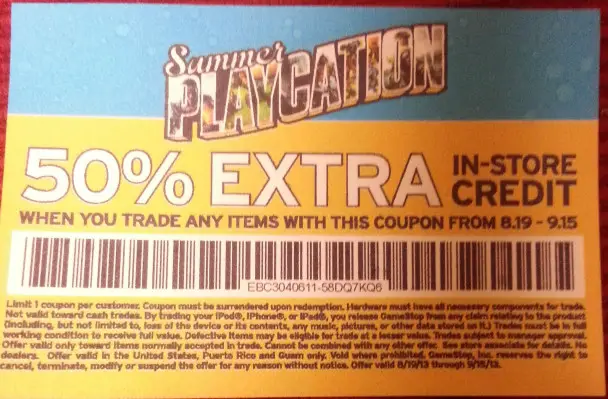 Summer
PLAYCATION
50% EXTRA IN-STORE CREDIT
WHEN YOU TRADE ANY ITEMS WITH THIS COUPON FROM 8.19 - 9.15
EBC3040611-58DQ7KQ6
Limit 1 coupon per customer. Coupon must be surrendered upon redemption. Hardware must have all necessary components for trade.
Not valid toward cash trades. By trading your iPod®, iPhone®, or iPad®, you release GameStop from any claim relating to the product
(including, but not limited to, loss of the device or its contents, any music, pictures, or other data stored on it.) Trades must be in full
working condition to receive full value. Defective items may be eligible for trade at a lesser value. Trades subject to manager approval.
Offer valid only toward items normally accepted in trade. Cannot be combined with any other offer. See store associate for details. No
dealers. Offer valid in the United States, Puerto Rico and Guam only. Void where prohibited. GameStop, Inc. reserves the right to
cancel, terminate, modify or suspend the offer for any reason without notice. Offer valid 8/19/13 through 9/15/13.